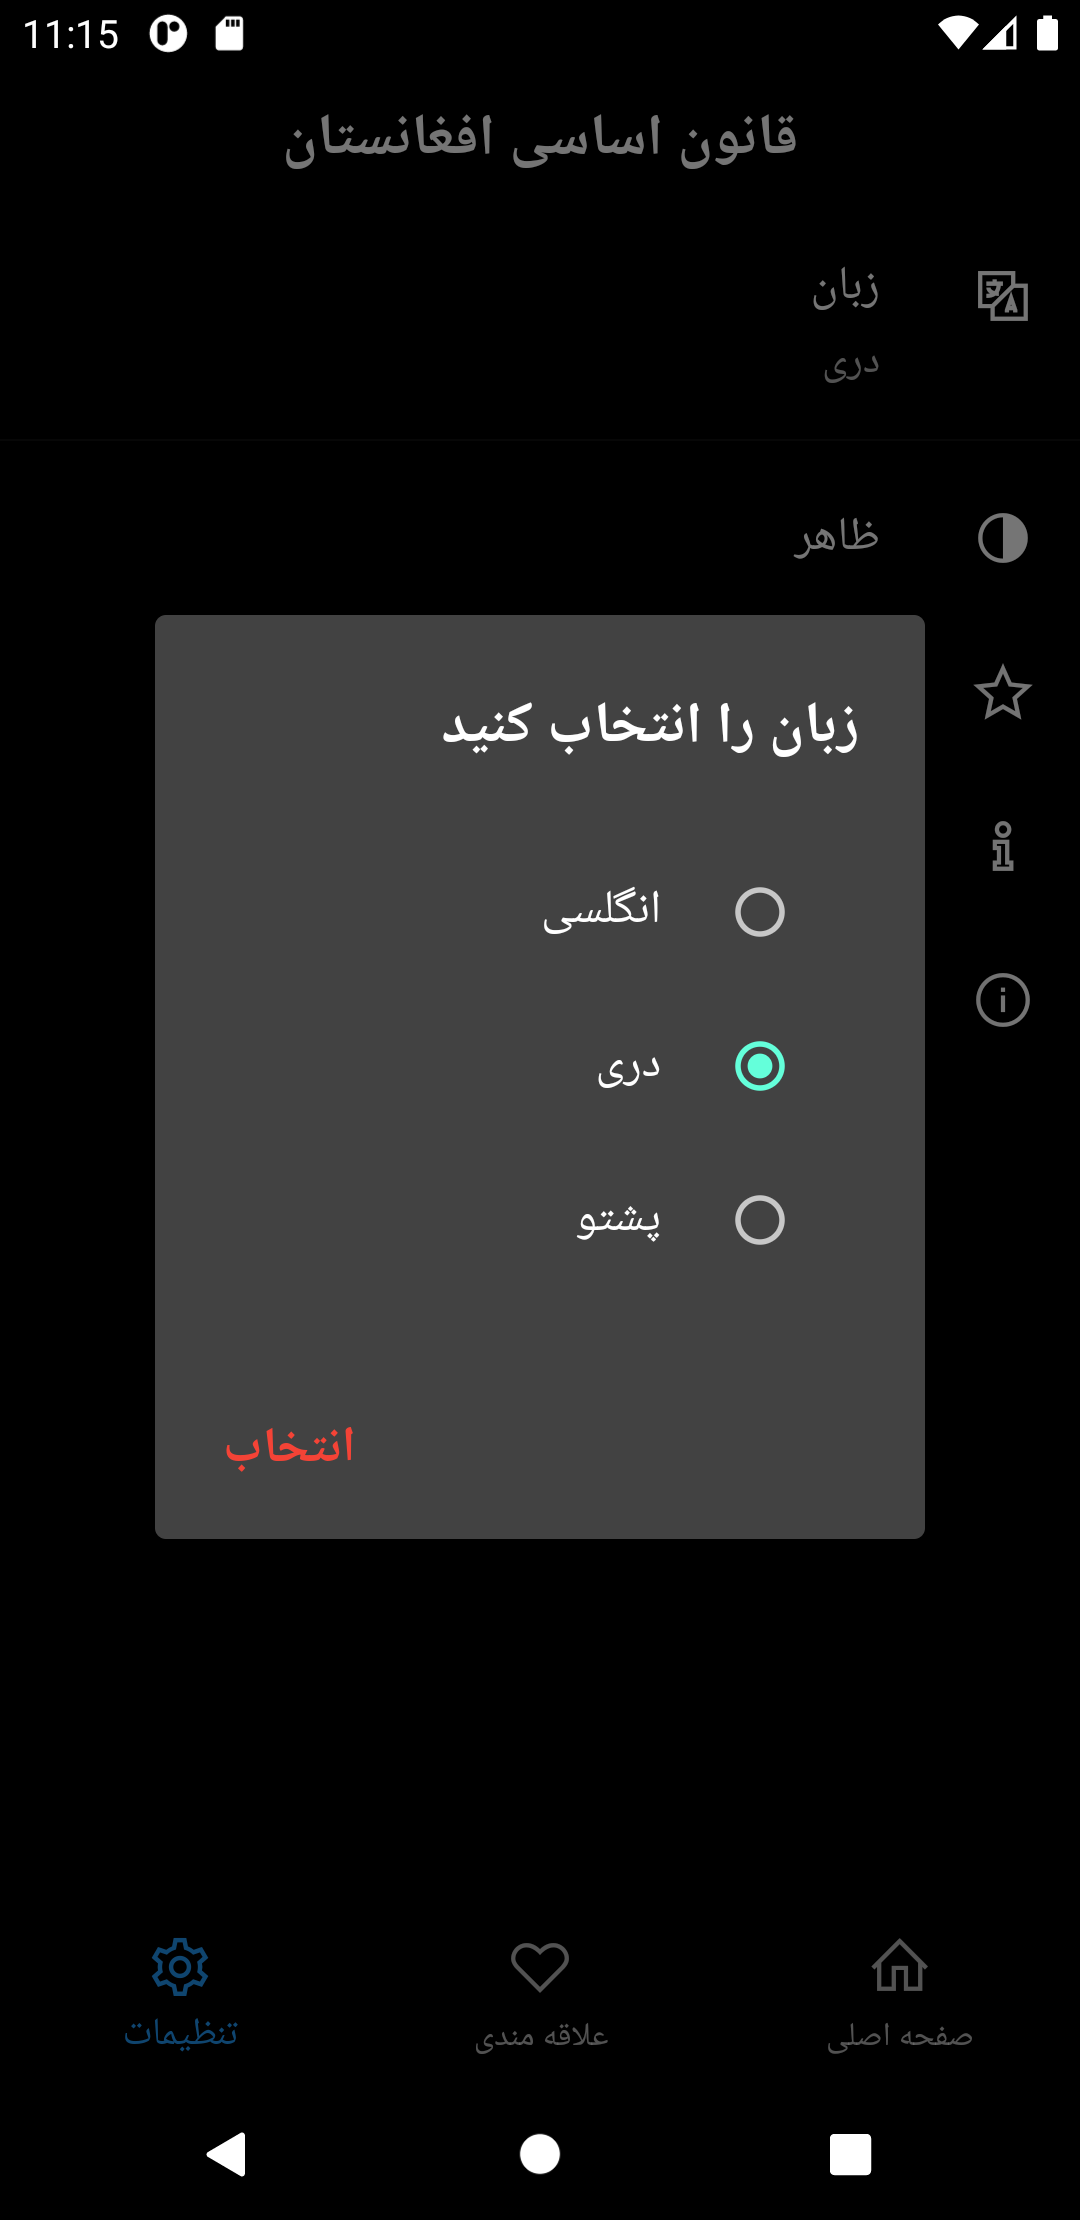 11:15
قانون اساسی افغانستان
زبان
دری
ظاهر
زبان را انتخاب کنید
انگلسی
دری
پشتو
انتخاب
صفحه اصلی
علاقه مندی
تنظیمات